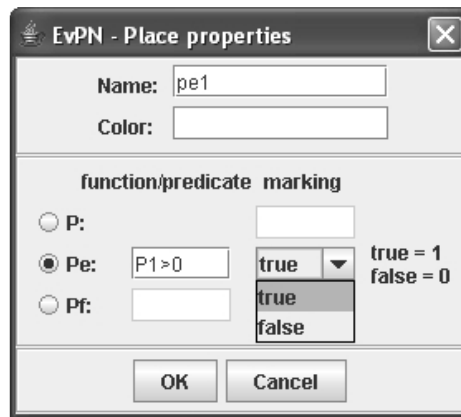 EvPN - Place properties
Name: pe1
Color:
function/predicate marking
P:
Pe: P1>0 true true = 1
false = 0
true
Pf:
false
OK Cancel